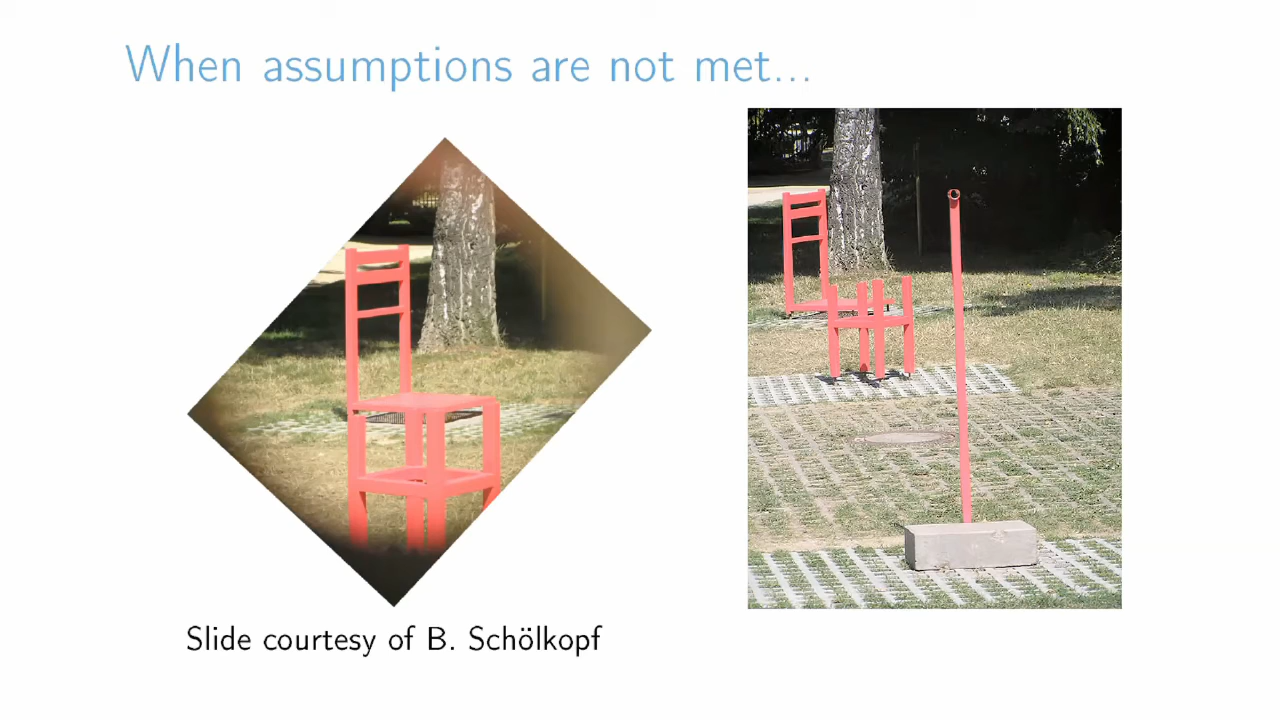 When assumptions are not met...
Slide courtesy of B. Schölkopf